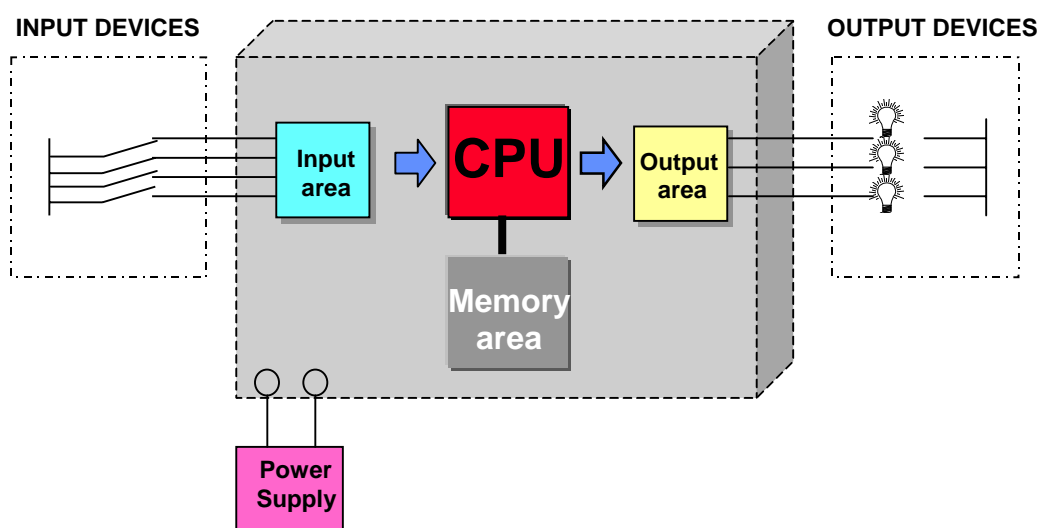 INPUT DEVICES
OUTPUT DEVICES
Input
area
CPU
Output
area
Memory
area
Power
Supply